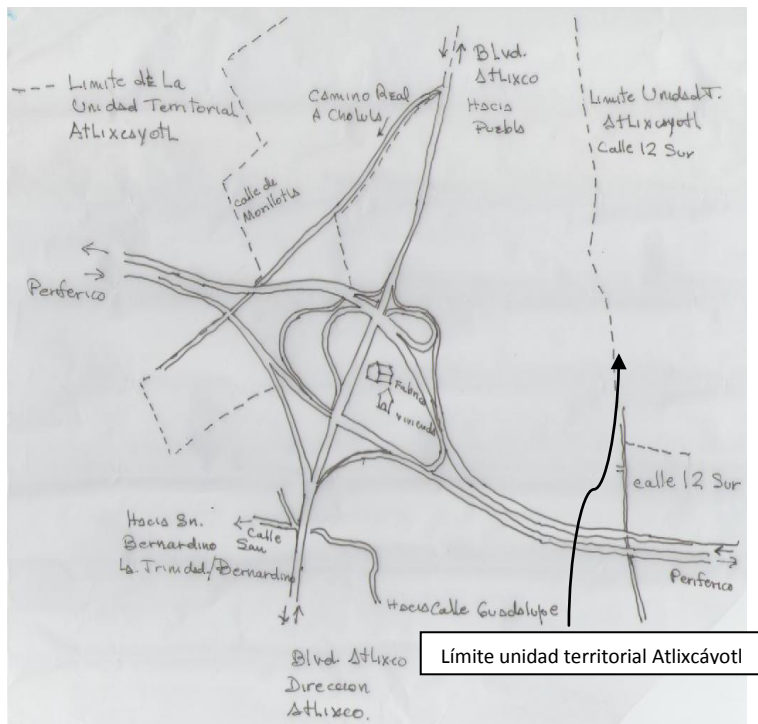 Limite de La
Unidad Territorial
Atlixcayotl
Camino Real
A Cholula
Blvd.
Atlixco
Hacia
Puebla
Limite Unidad T.
Atlixcayotl
Calle 12 Sur
calle de
Morillotla
Periferico
Fabrica
vivienda
calle 12 Sur
Hacia Sn.
Bernardino
La. Trinidad/Bernardino
Calle
San
Periferico
Hacia Calle Guadalupe
Límite unidad territorial Atlixcáyotl
Blvd. Atlixco
Direccion
Atlixco.